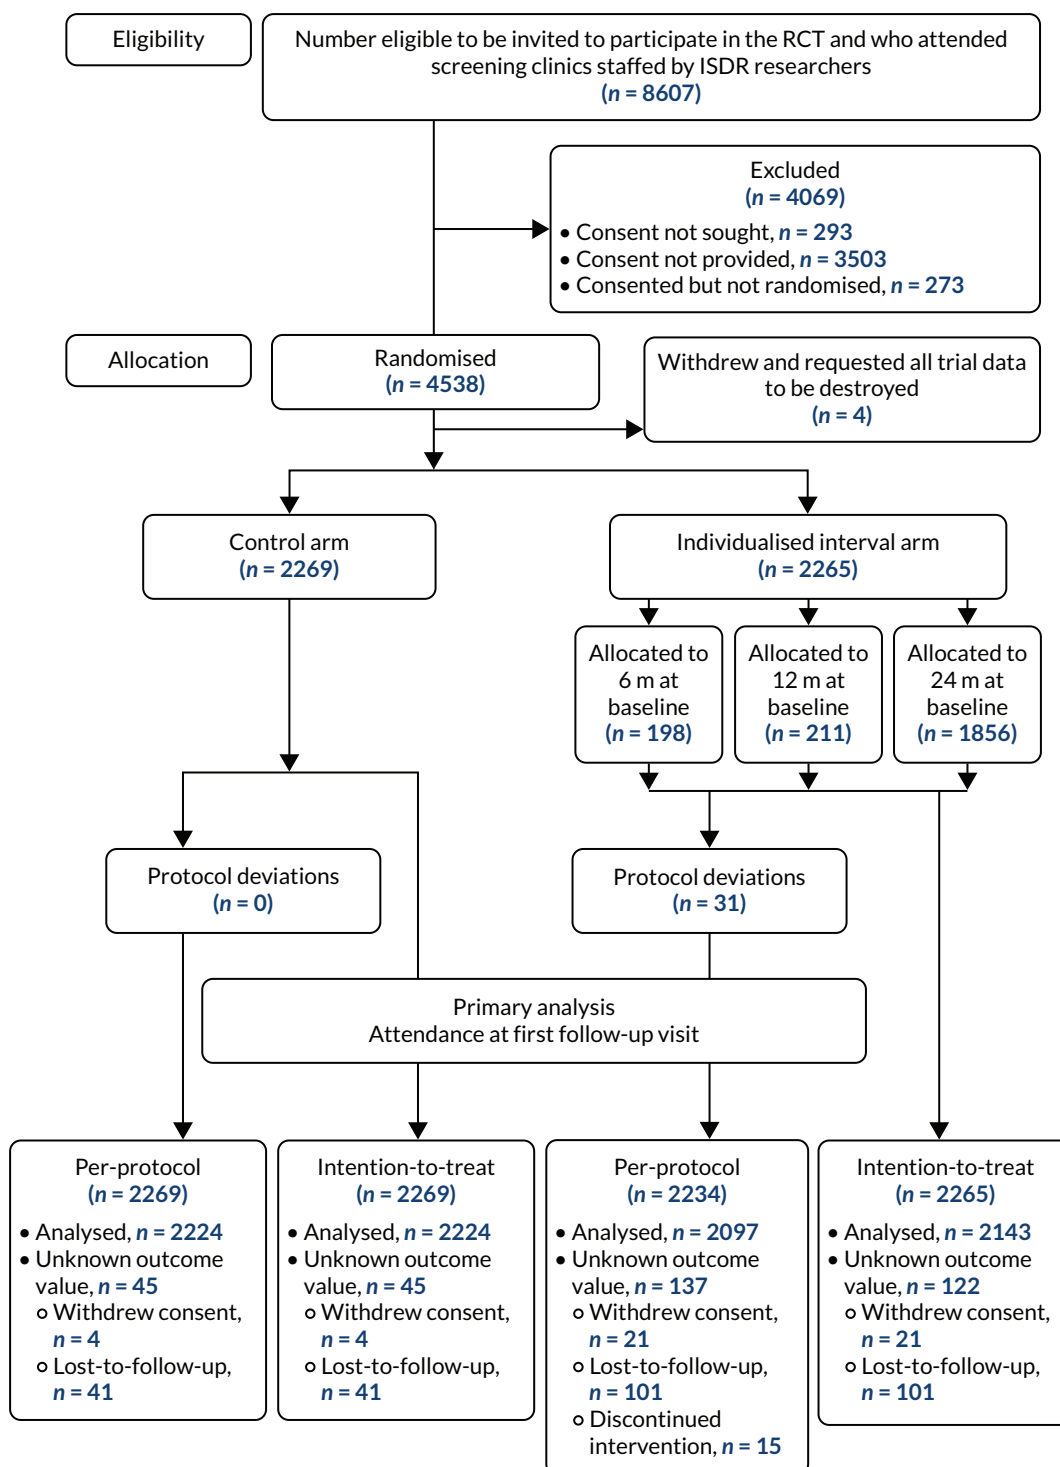 Eligibility
Number eligible to be invited to participate in the RCT and who attended
screening clinics staffed by ISDR researchers
(n = 8607)
Excluded
(n = 4069)
• Consent not sought, n = 293
• Consent not provided, n = 3503
• Consented but not randomised, n = 273
Allocation
Randomised
(n = 4538)
Withdrew and requested all trial data
to be destroyed
(n = 4)
Control arm
(n = 2269)
Individualised interval arm
(n = 2265)
Allocated to
6 m at
baseline
(n = 198)
Allocated to
12 m at
baseline
(n = 211)
Allocated to
24 m at
baseline
(n = 1856)
Protocol deviations
(n = 0)
Protocol deviations
(n = 31)
Primary analysis
Attendance at first follow-up visit
Per-protocol
(n = 2269)
• Analysed, n = 2224
• Unknown outcome
value, n = 45
Withdrew consent,
n = 4
Lost-to-follow-up,
n = 41
Intention-to-treat
(n = 2269)
• Analysed, n = 2224
• Unknown outcome
value, n = 45
Withdrew consent,
n = 4
Lost-to-follow-up,
n = 41
Per-protocol
(n = 2234)
• Analysed, n = 2097
• Unknown outcome
value, n = 137
Withdrew consent,
n = 21
Lost-to-follow-up,
n = 101
Discontinued
intervention, n = 15
Intention-to-treat
(n = 2265)
• Analysed, n = 2143
• Unknown outcome
value, n = 122
Withdrew consent,
n = 21
Lost-to-follow-up,
n = 101